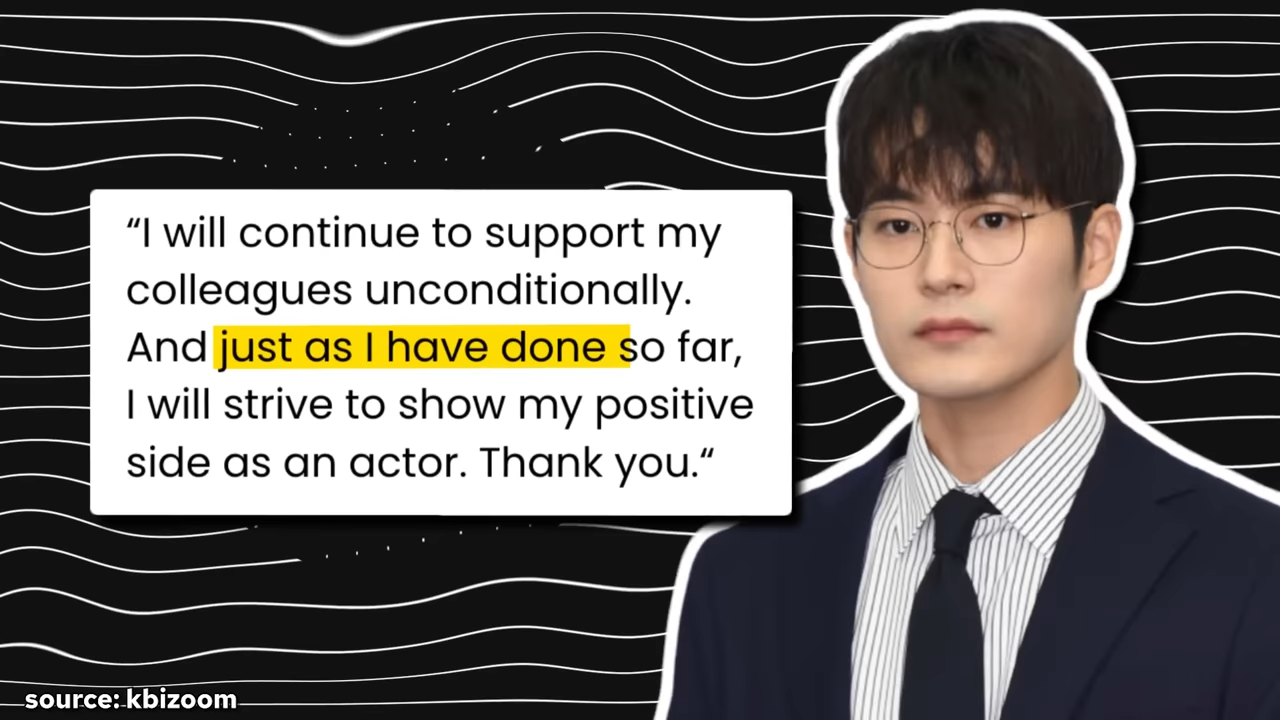 “I will continue to support my
colleagues unconditionally.
And just as I have done so far,
I will strive to show my positive
side as an actor. Thank you.“
source: kbizoom